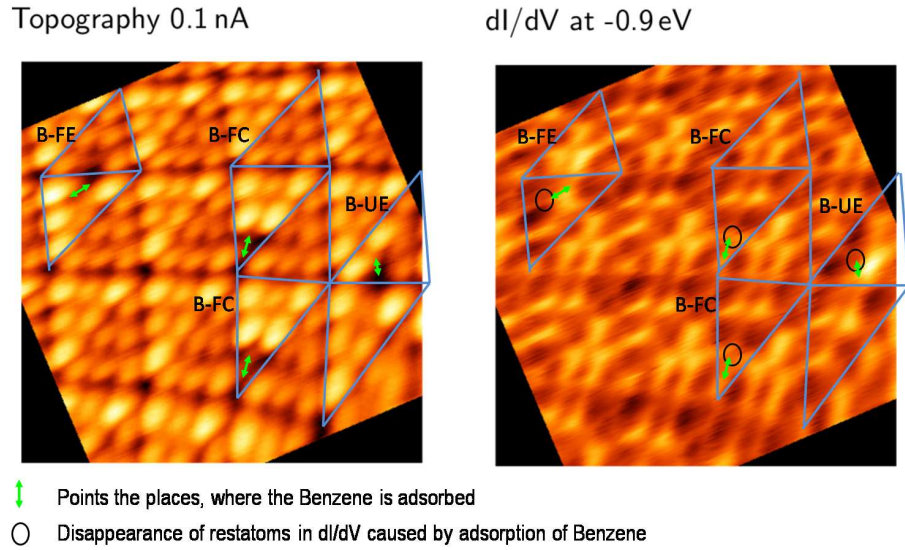 Topography 0.1 nA
dI/dV at -0.9 eV
B-FE
B-FC
B-UE
B-FC
B-FE
B-FC
B-UE
B-FC
Points the places, where the Benzene is adsorbed
Disappearance of restatoms in dI/dV caused by adsorption of Benzene